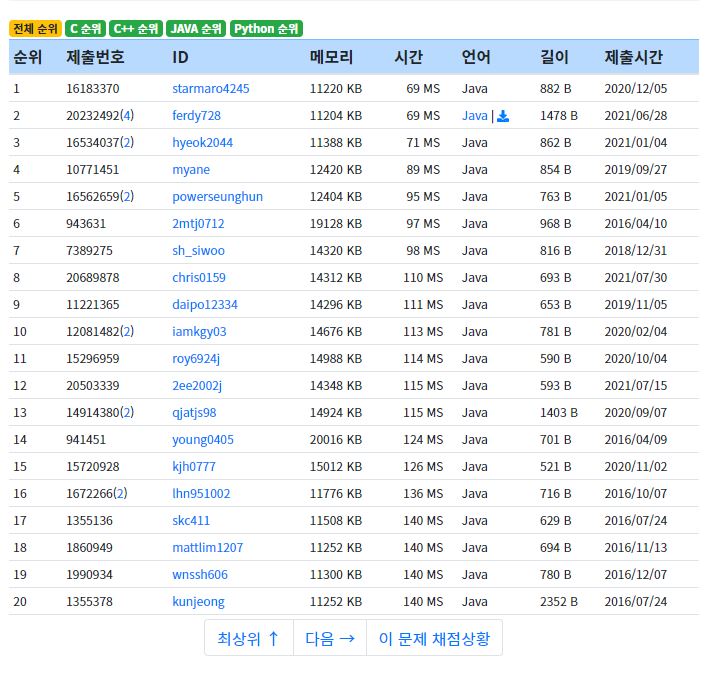 전체 순위 C 순위 C++ 순위 JAVA 순위 Python 순위
순위 제출번호 ID 메모리 시간 언어 길이 제출시간
1 16183370 starmaro4245 11220 KB 69 MS Java 882 B 2020/12/05
2 20232492(4) ferdy728 11204 KB 69 MS Java | 1478 B 2021/06/28
3 16534037(2) hyeok2044 11388 KB 71 MS Java 862 B 2021/01/04
4 10771451 myane 12420 KB 89 MS Java 854 B 2019/09/27
5 16562659(2) powerseunghun 12404 KB 95 MS Java 763 B 2021/01/05
6 943631 2mtj0712 19128 KB 97 MS Java 968 B 2016/04/10
7 7389275 sh_siwoo 14320 KB 98 MS Java 816 B 2018/12/31
8 20689878 chris0159 14312 KB 110 MS Java 693 B 2021/07/30
9 11221365 daipo12334 14296 KB 111 MS Java 653 B 2019/11/05
10 12081482(2) iamkgy03 14676 KB 113 MS Java 781 B 2020/02/04
11 15296959 roy6924j 14988 KB 114 MS Java 590 B 2020/10/04
12 20503339 2ee2002j 14348 KB 115 MS Java 593 B 2021/07/15
13 14914380(2) qjatjs98 14924 KB 115 MS Java 1403 B 2020/09/07
14 941451 young0405 20016 KB 124 MS Java 701 B 2016/04/09
15 15720928 kjh0777 15012 KB 126 MS Java 521 B 2020/11/02
16 1672266(2) lhn951002 11776 KB 136 MS Java 716 B 2016/10/07
17 1355136 skc411 11508 KB 140 MS Java 629 B 2016/07/24
18 1860949 mattlim1207 11252 KB 140 MS Java 694 B 2016/11/13
19 1990934 wnssh606 11300 KB 140 MS Java 780 B 2016/12/07
20 1355378 kunjeong 11252 KB 140 MS Java 2352 B 2016/07/24
최상위 ↑ 다음 → 이 문제 채점상황